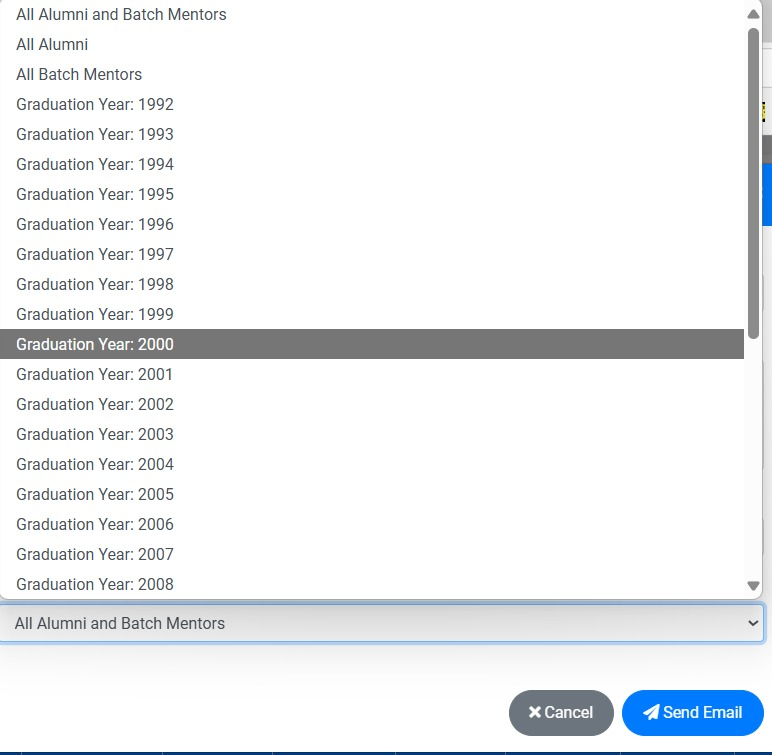 All Alumni and Batch Mentors
All Alumni
All Batch Mentors
Graduation Year: 1992
Graduation Year: 1993
Graduation Year: 1994
Graduation Year: 1995
Graduation Year: 1996
Graduation Year: 1997
Graduation Year: 1998
Graduation Year: 1999
Graduation Year: 2000
Graduation Year: 2001
Graduation Year: 2002
Graduation Year: 2003
Graduation Year: 2004
Graduation Year: 2005
Graduation Year: 2006
Graduation Year: 2007
Graduation Year: 2008
All Alumni and Batch Mentors
Cancel Send Email